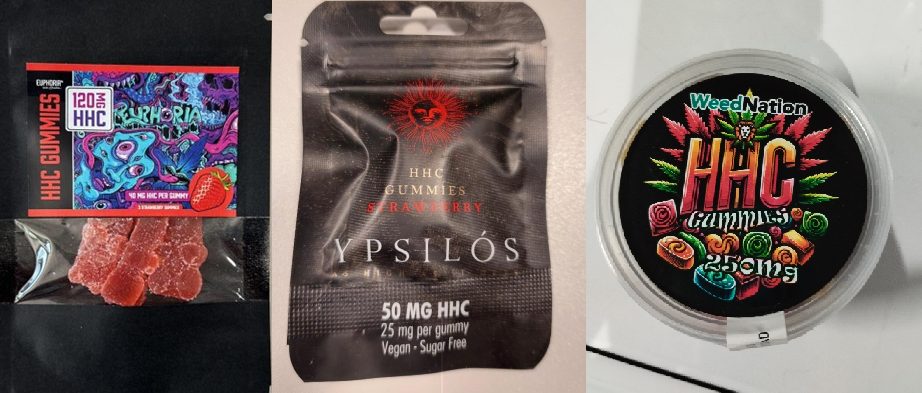 EUPHORIA
HHC GUMMIES
120 MG
HHC
EUPHORIA
40 MG HHC PER GUMMY
3 STRAWBERRY GUMMIES
HHC
GUMMIES
STRAWBERRY
YPSILÓS
50 MG HHC
25 mg per gummy
Vegan - Sugar Free
WeedNation
HHC
GUMMIES
250mg